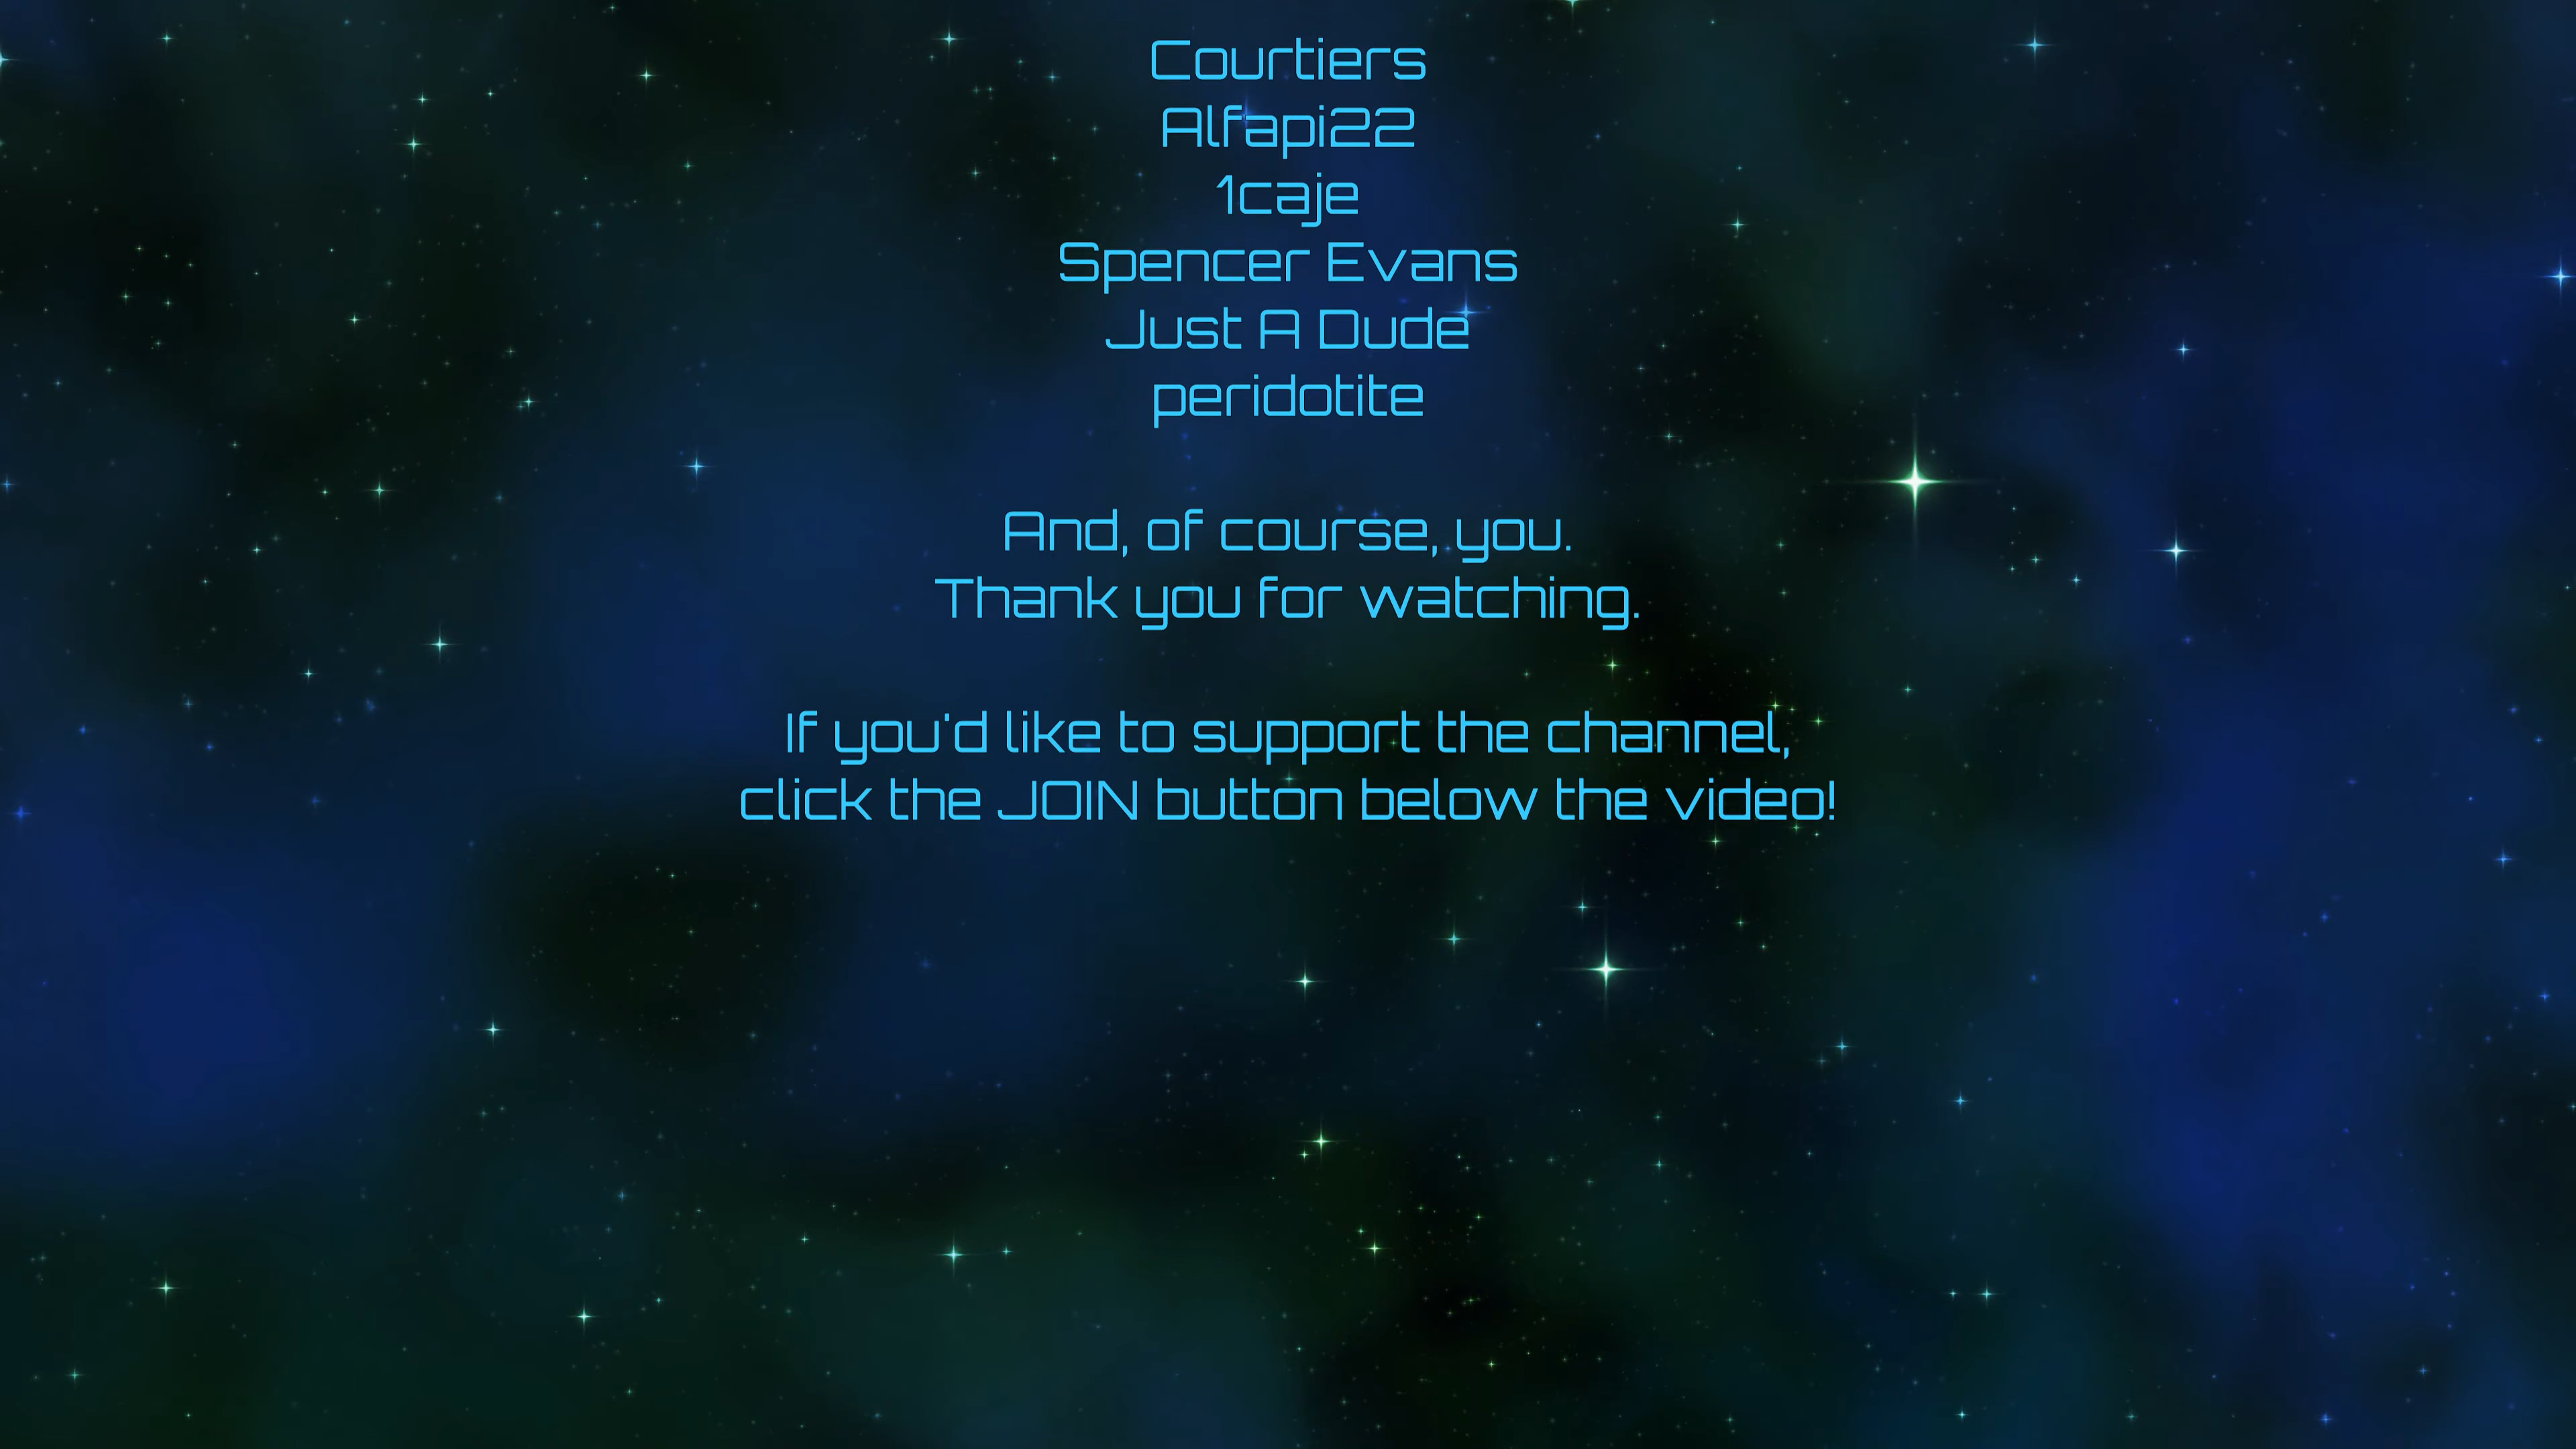 Courtiers
Alfapi22
1caje
Spencer Evans
Just A Dude
peridotite
And, of course, you.
Thank you for watching.
If you'd like to support the channel,
click the JOIN button below the video!